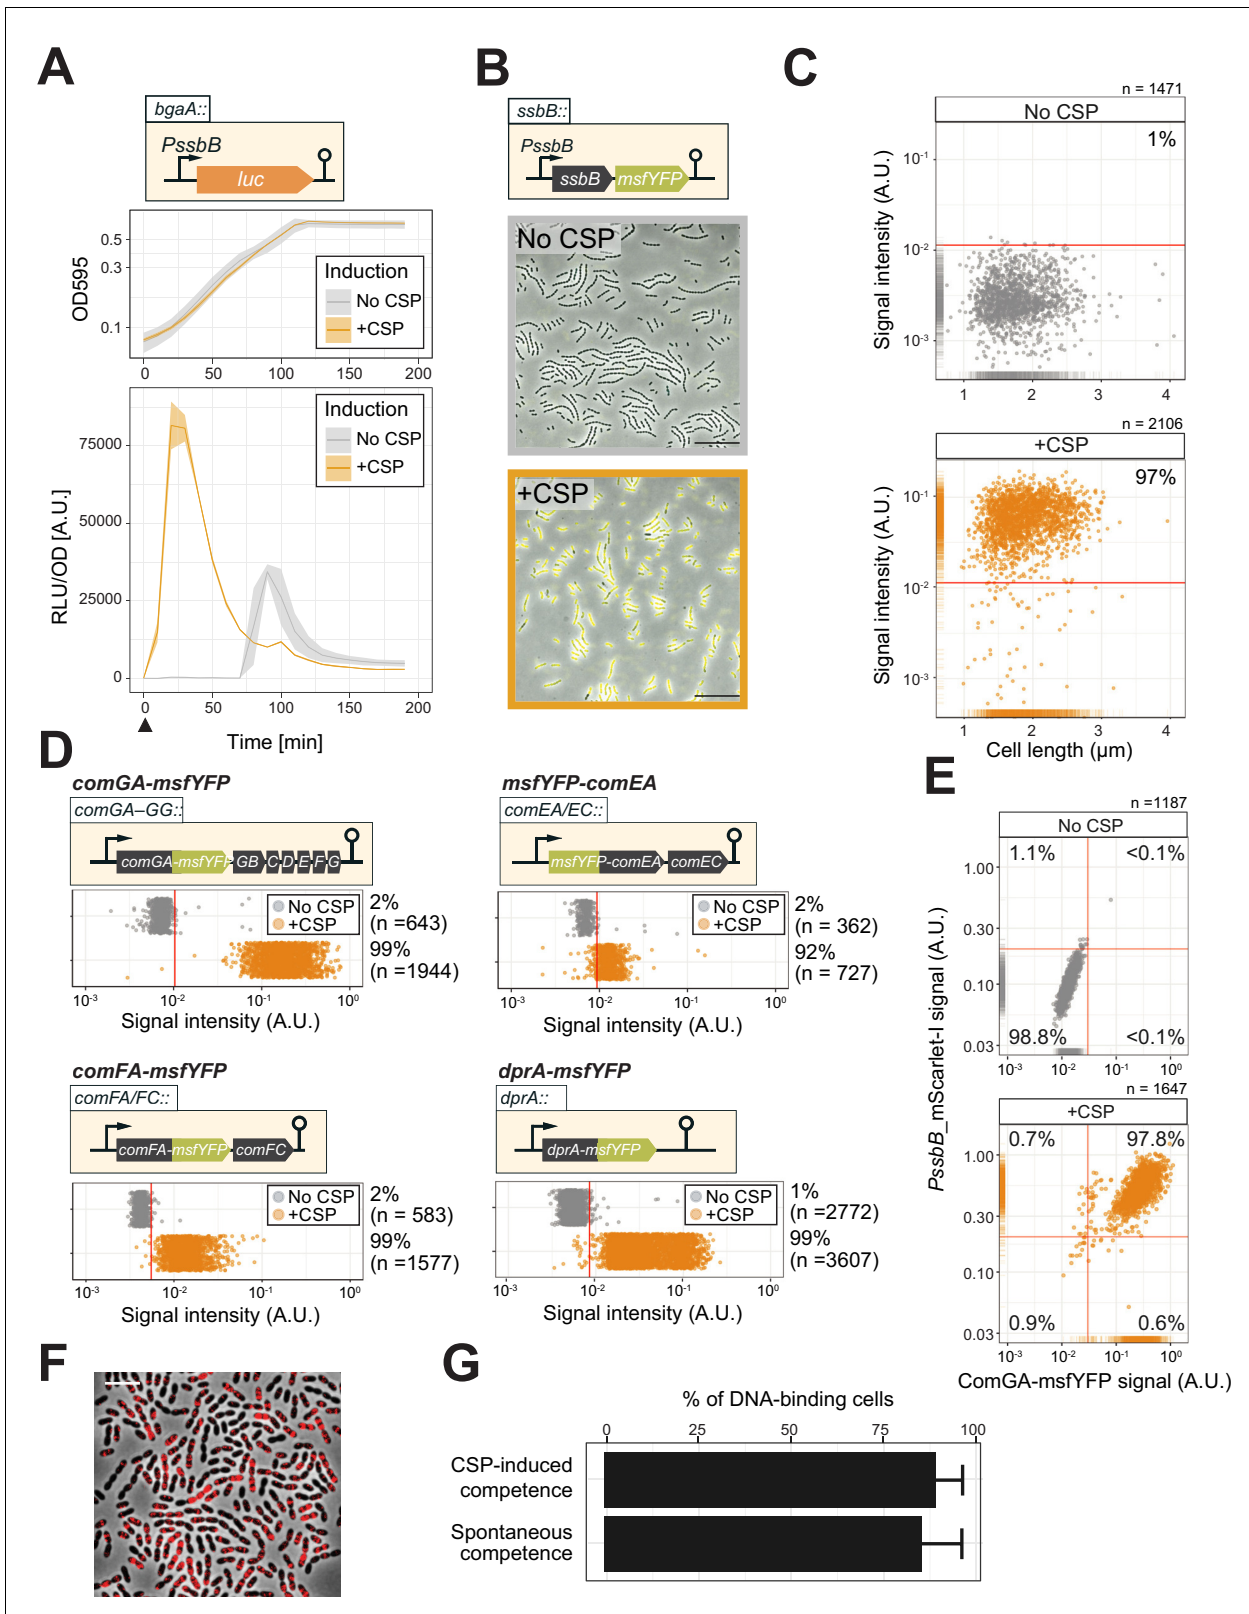 A
bgaA::
PssbB
luc
0.5
0.3
0.1
OD595
Induction
No CSP
+CSP
0
50
100
150
200
75000
50000
25000
0
RLU/OD [A.U.]
Induction
No CSP
+CSP
0
50
100
150
200
Time [min]
B
ssbB::
PssbB
ssbB
msfYFP
No CSP
+CSP
C
n = 1471
No CSP
1%
10-1
10-2
10-3
Signal intensity (A.U.)
1
2
3
4
n = 2106
+CSP
97%
10-1
10-2
10-3
Signal intensity (A.U.)
1
2
3
4
Cell length (µm)
D
comGA-msfYFP
comGA–GG::
comGA-msfYFP
GB
C
D
E
F
G
No CSP
+CSP
2%
(n =643)
99%
(n =1944)
10-3
10-2
10-1
100
Signal intensity (A.U.)
msfYFP-comEA
comEA/EC::
msfYFP-comEA
comEC
No CSP
+CSP
2%
(n = 362)
92%
(n = 727)
10-3
10-2
10-1
100
Signal intensity (A.U.)
comFA-msfYFP
comFA/FC::
comFA-msfYFP
comFC
No CSP
+CSP
2%
(n = 583)
99%
(n =1577)
10-3
10-2
10-1
100
Signal intensity (A.U.)
dprA-msfYFP
dprA::
dprA-msfYFP
No CSP
+CSP
1%
(n =2772)
99%
(n =3607)
10-3
10-2
10-1
100
Signal intensity (A.U.)
E
n =1187
No CSP
1.1%
<0.1%
98.8%
<0.1%
1.00
0.30
0.10
0.03
10-3
10-2
10-1
100
n = 1647
+CSP
0.7%
97.8%
0.9%
0.6%
1.00
0.30
0.10
0.03
10-3
10-2
10-1
100
PssbB_mScarlet-I signal (A.U.)
ComGA-msfYFP signal (A.U.)
F
G
% of DNA-binding cells
0
25
50
75
100
CSP-induced
competence
Spontaneous
competence